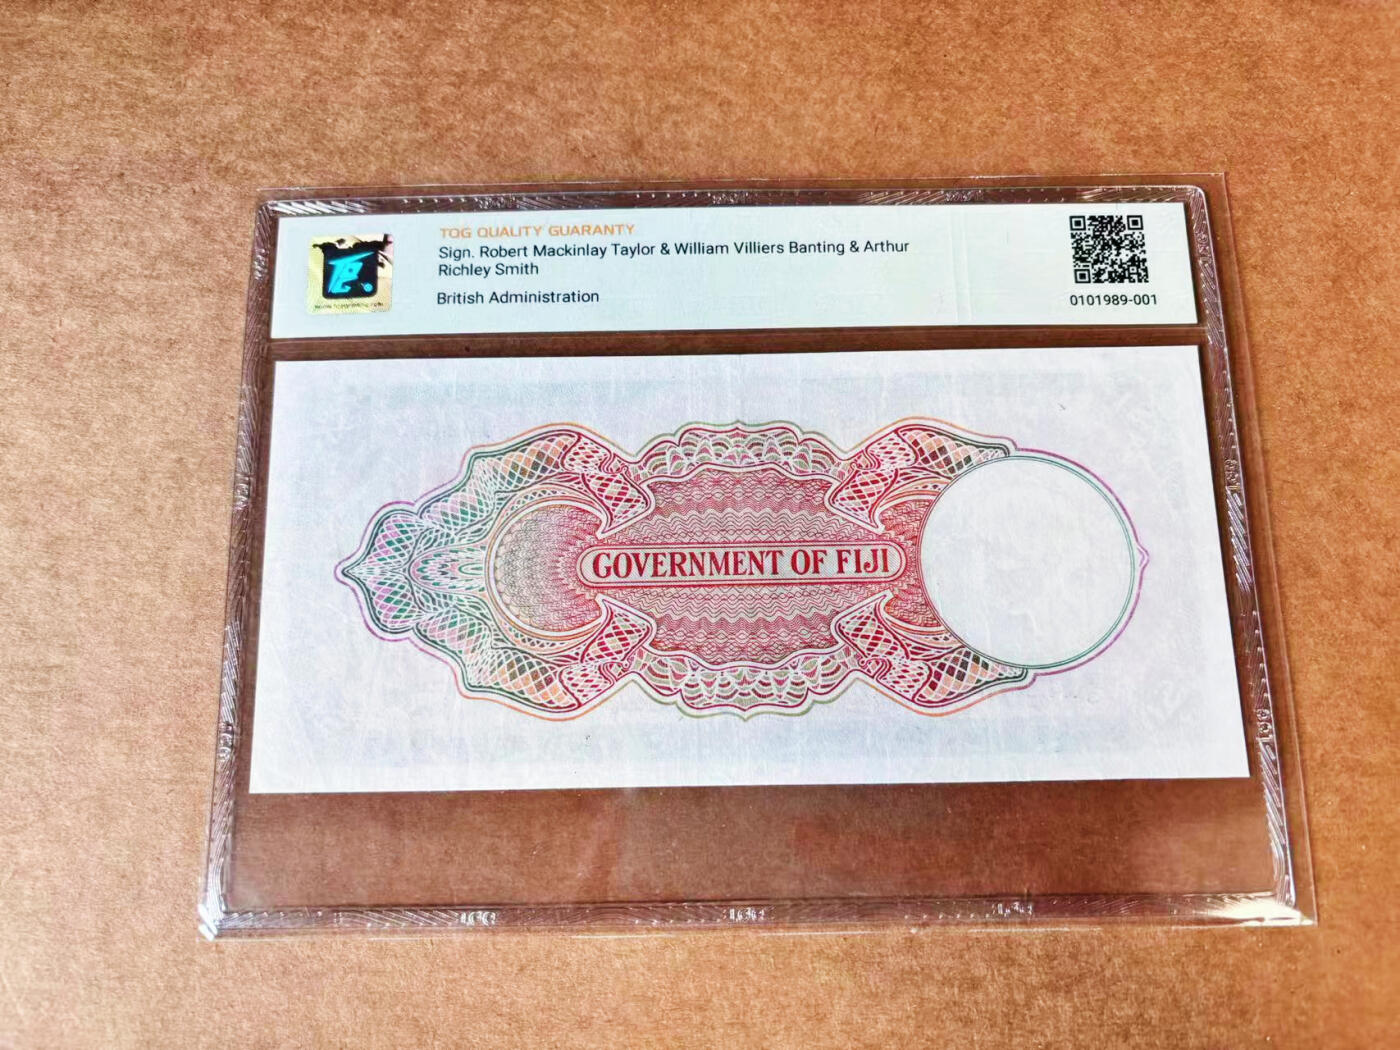 TQG QUALITY GUARANTY
Sign. Robert Mackinlay Taylor & William Villiers Banting & Arthur
Richley Smith
British Administration
0101989-001
GOVERNMENT OF FIJI